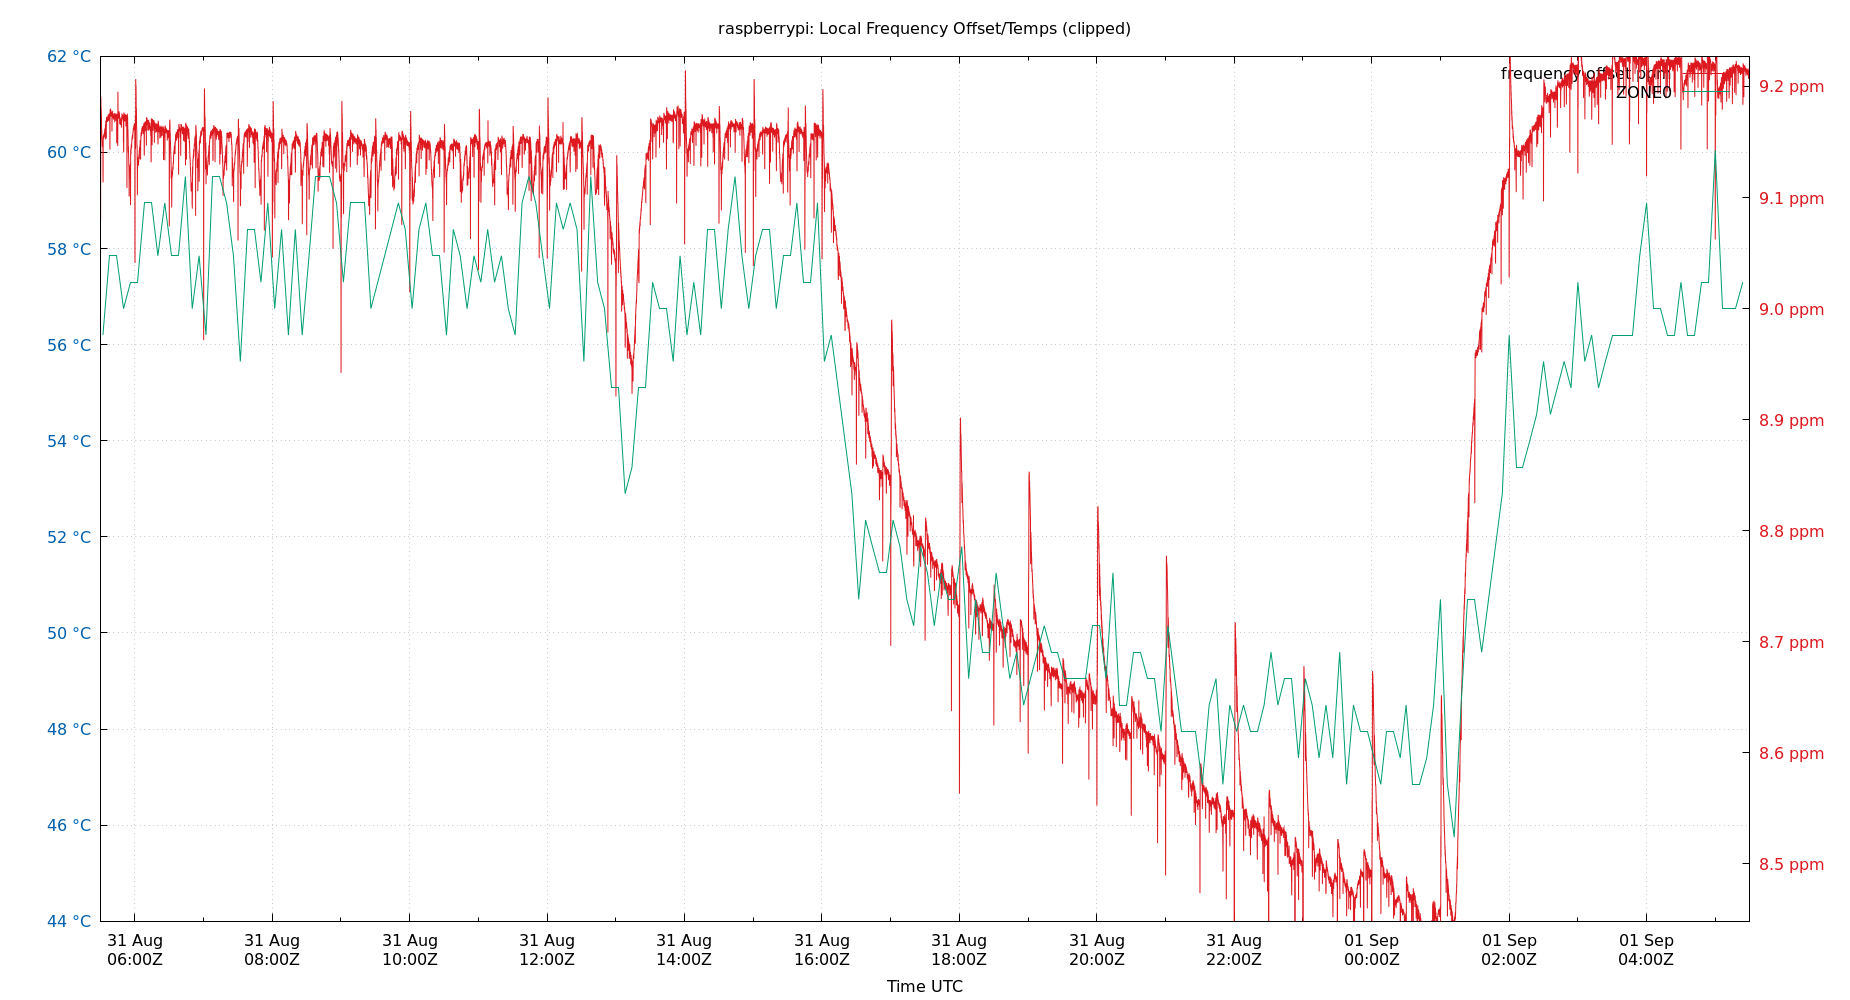 raspberrypi: Local Frequency Offset/Temps (clipped)
62 °C
60 °C
58 °C
56 °C
54 °C
52 °C
50 °C
48 °C
46 °C
44 °C
frequency offset ppm
ZONE0
9.2 ppm
9.1 ppm
9.0 ppm
8.9 ppm
8.8 ppm
8.7 ppm
8.6 ppm
8.5 ppm
31 Aug 31 Aug 31 Aug 31 Aug 31 Aug 31 Aug 31 Aug 31 Aug 31 Aug 01 Sep 01 Sep 01 Sep
06:00Z 08:00Z 10:00Z 12:00Z 14:00Z 16:00Z 18:00Z 20:00Z 22:00Z 00:00Z 02:00Z 04:00Z
Time UTC